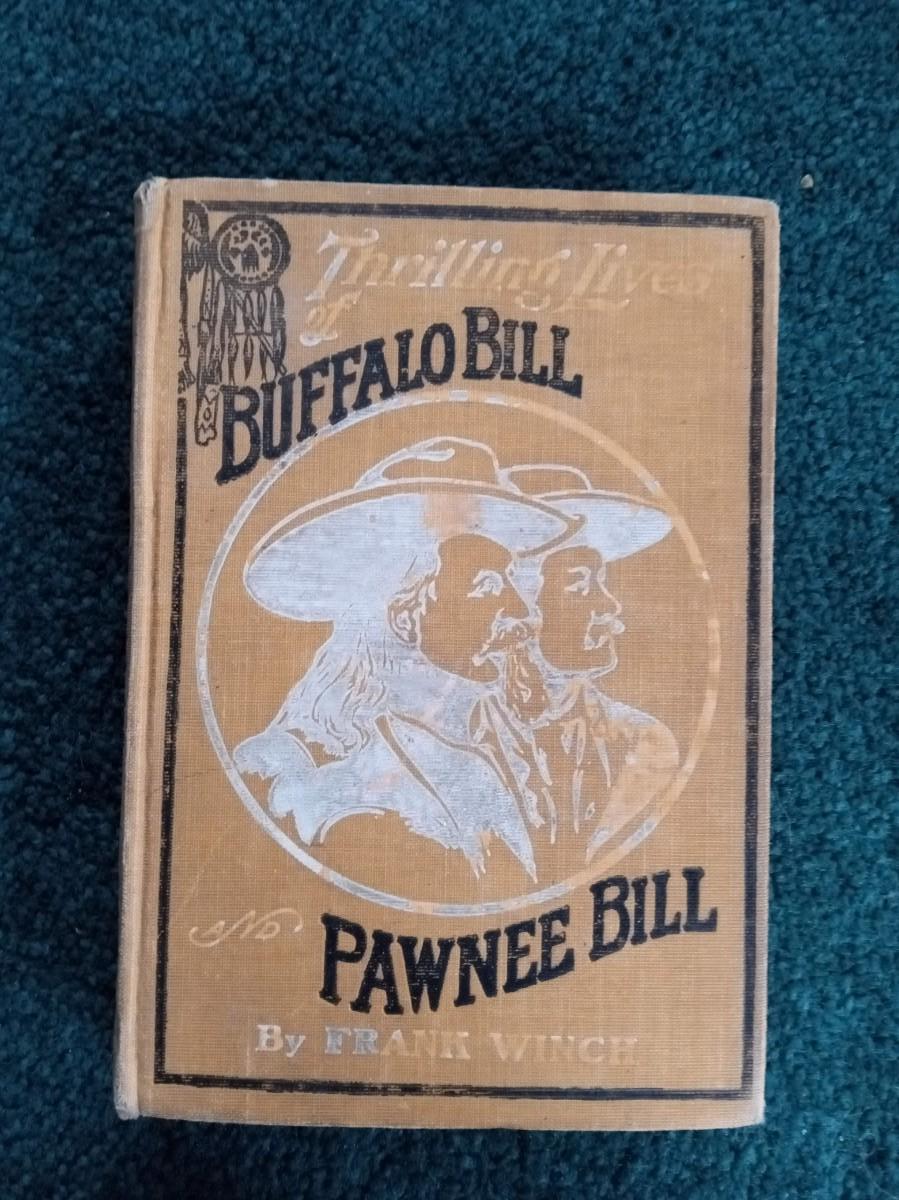 Thrilling Lives
of
BUFFALO BILL
AND
PAWNEE BILL
By FRANK WINCH